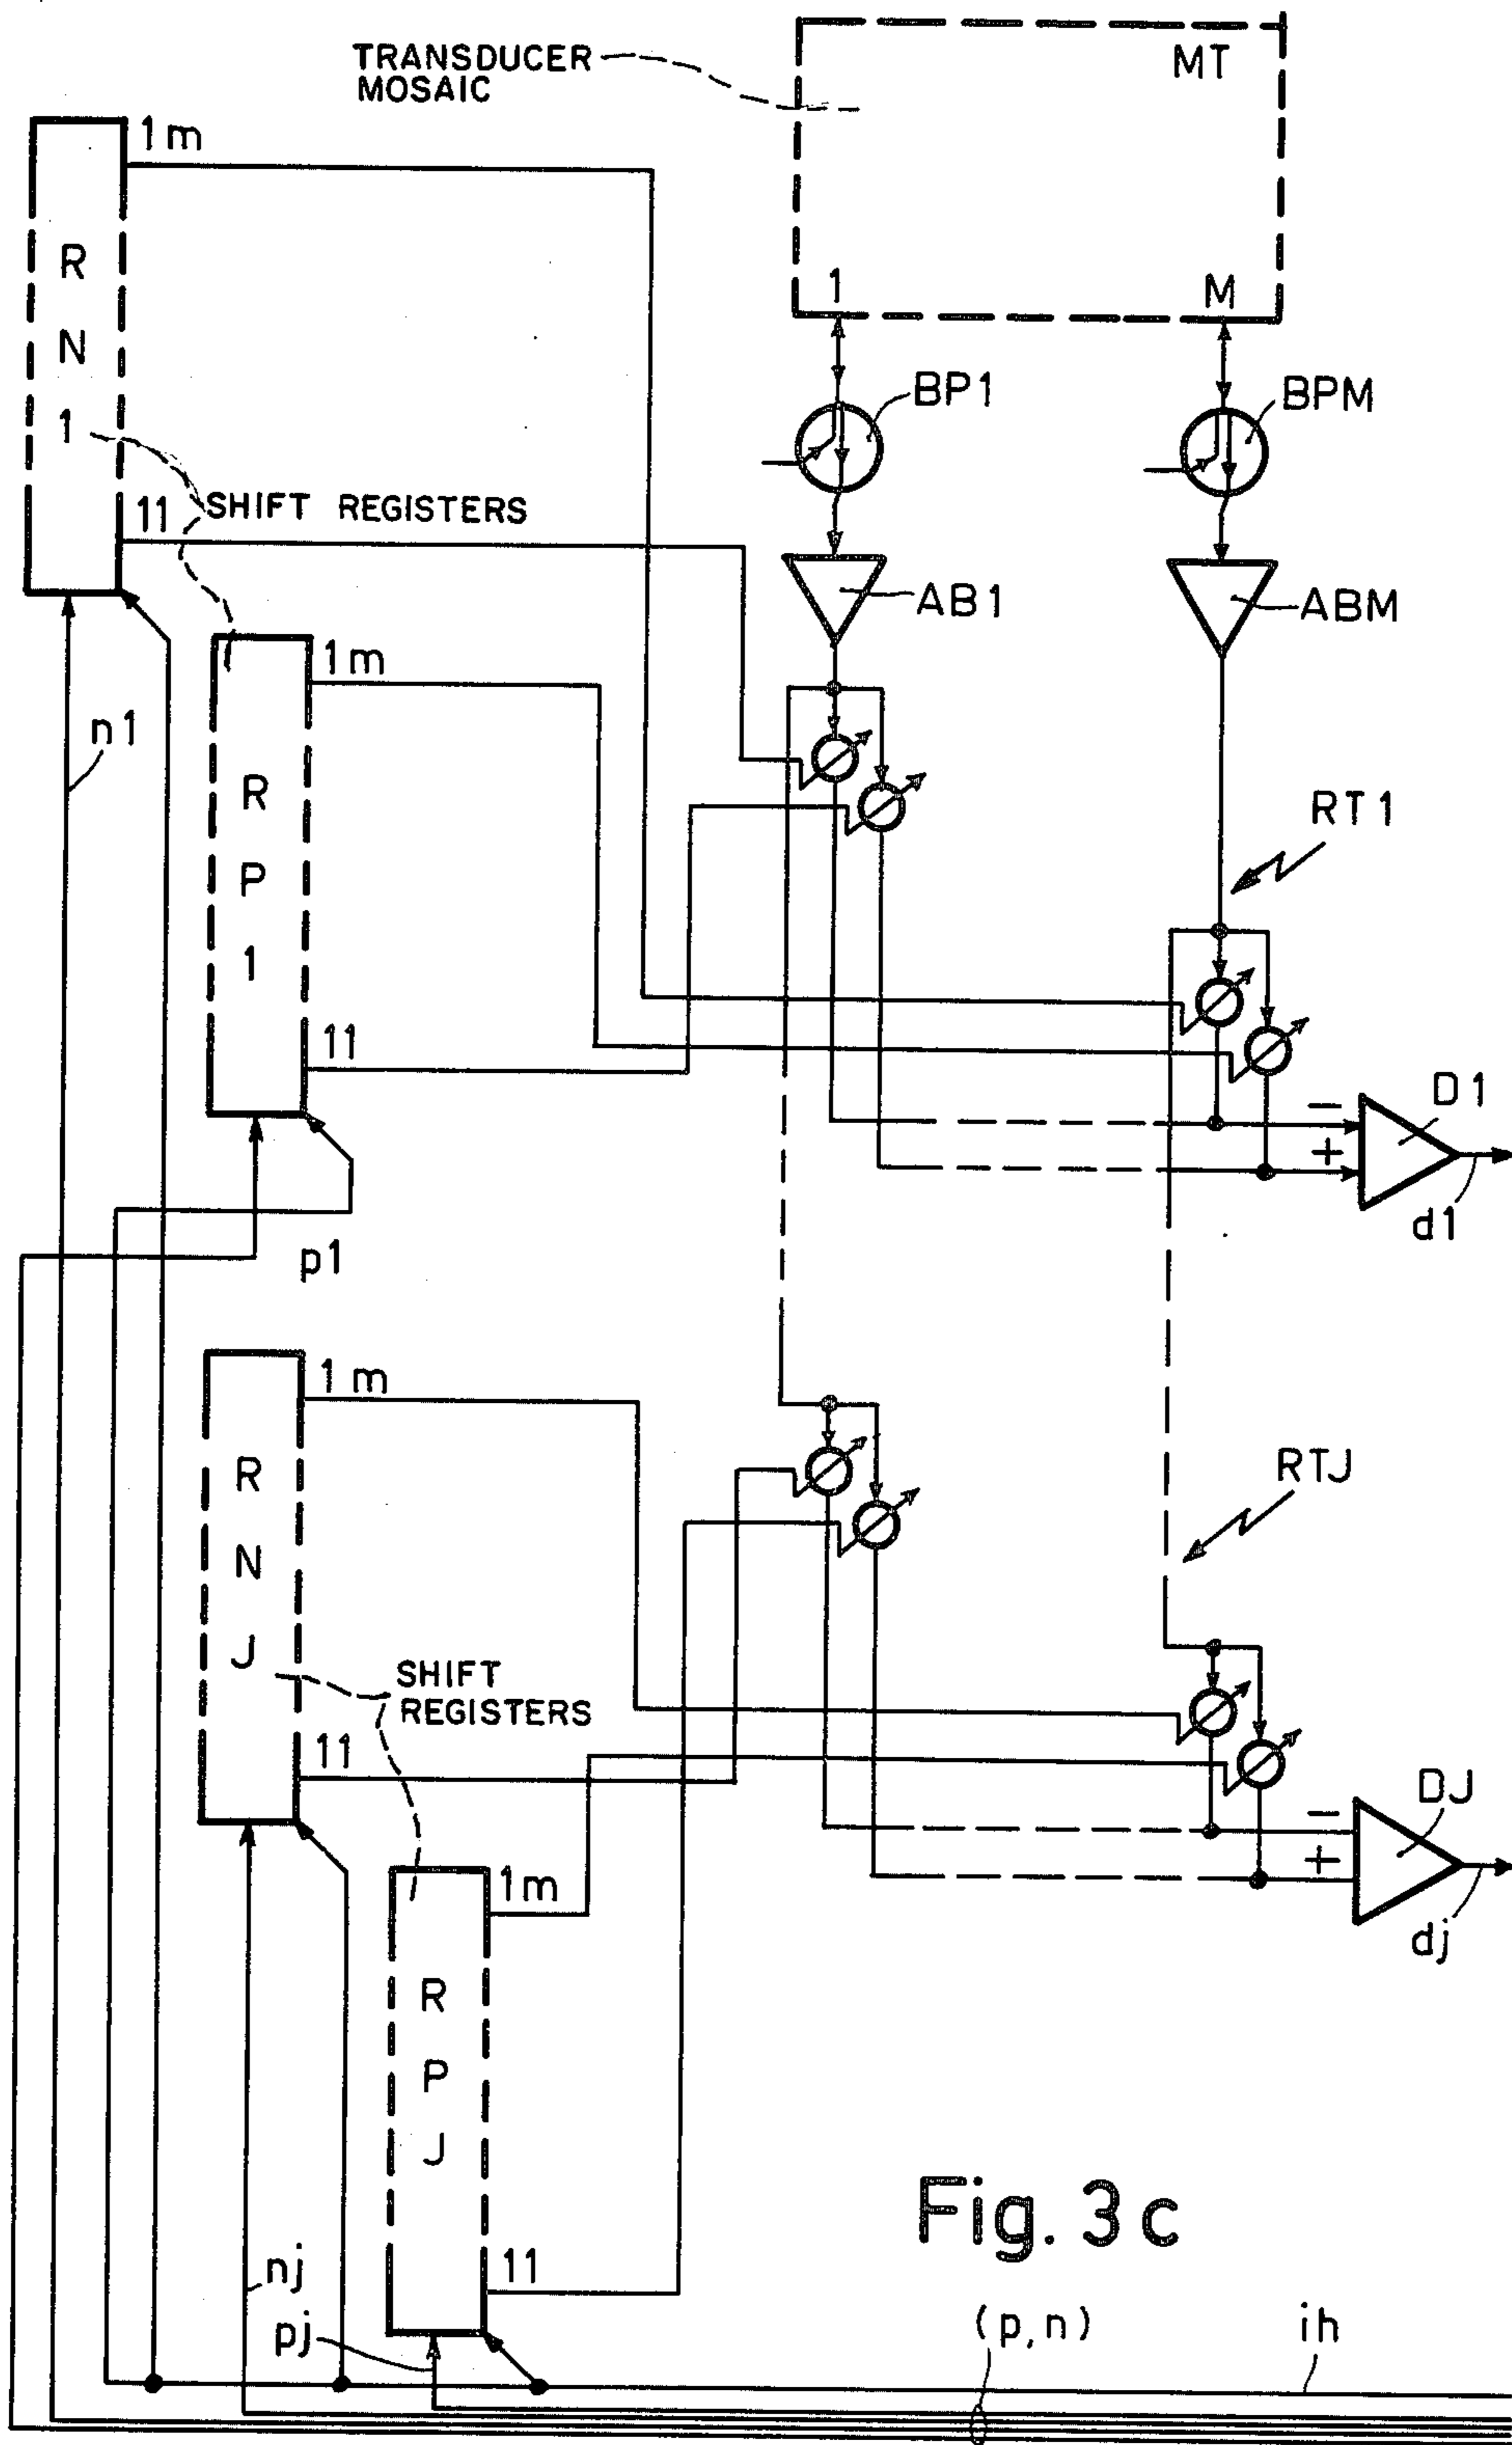 TRANSDUCER
MOSAIC
MT
1m
R
N
1
1
M
BP1
BPM
11
SHIFT REGISTERS
AB1
ABM
1m
n1
R
P
1
RT1
11
D1
−
+
d1
p1
1m
R
N
J
RTJ
SHIFT
REGISTERS
11
DJ
−
+
dj
1m
R
P
J
11
nj
pj
Fig. 3c
(p,n)
ih